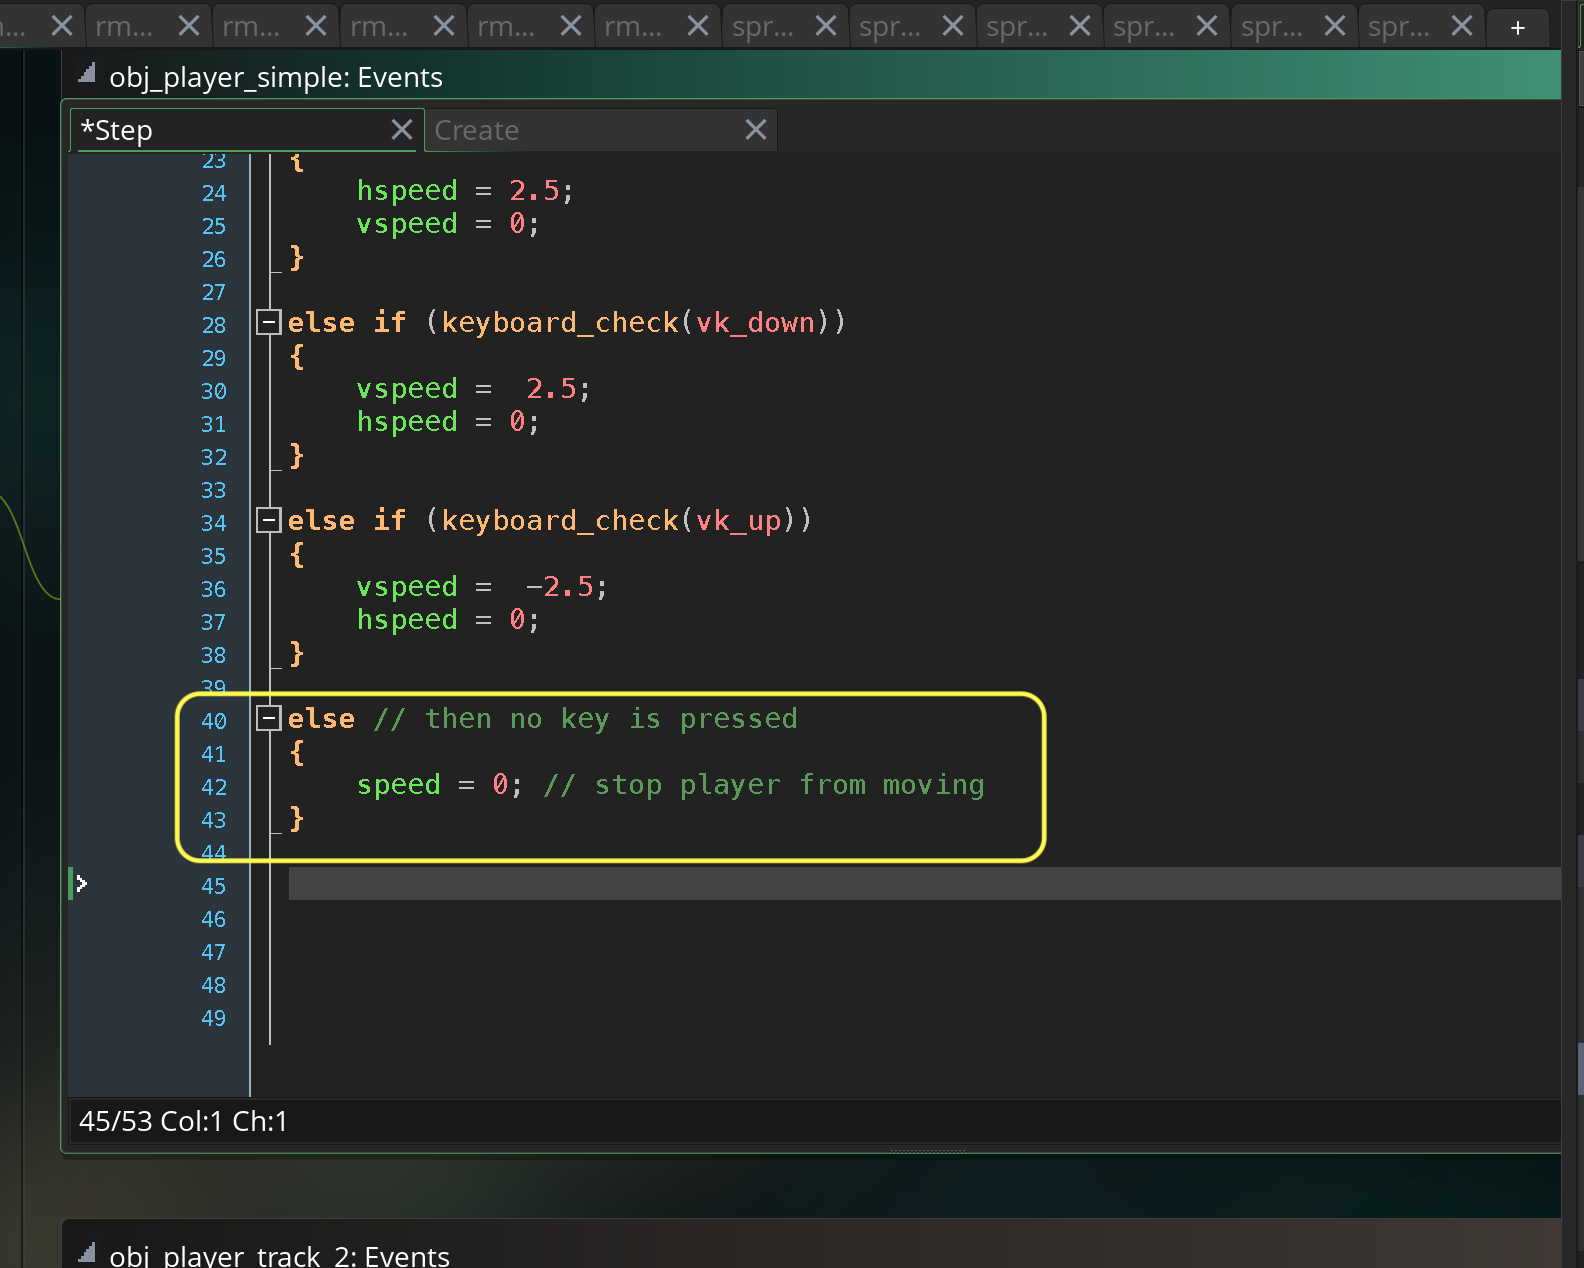 ... rm... rm... rm... rm... rm... spr... spr... spr... spr... spr... spr... +
obj_player_simple: Events
*Step Create
23 {
24 hspeed = 2.5;
25 vspeed = 0;
26 }
27
28 else if (keyboard_check(vk_down))
29 {
30 vspeed =  2.5;
31 hspeed = 0;
32 }
33
34 else if (keyboard_check(vk_up))
35 {
36 vspeed =  -2.5;
37 hspeed = 0;
38 }
39
40 else // then no key is pressed
41 {
42 speed = 0; // stop player from moving
43 }
44
45
46
47
48
49
45/53 Col:1 Ch:1
obj_player_track_2: Events